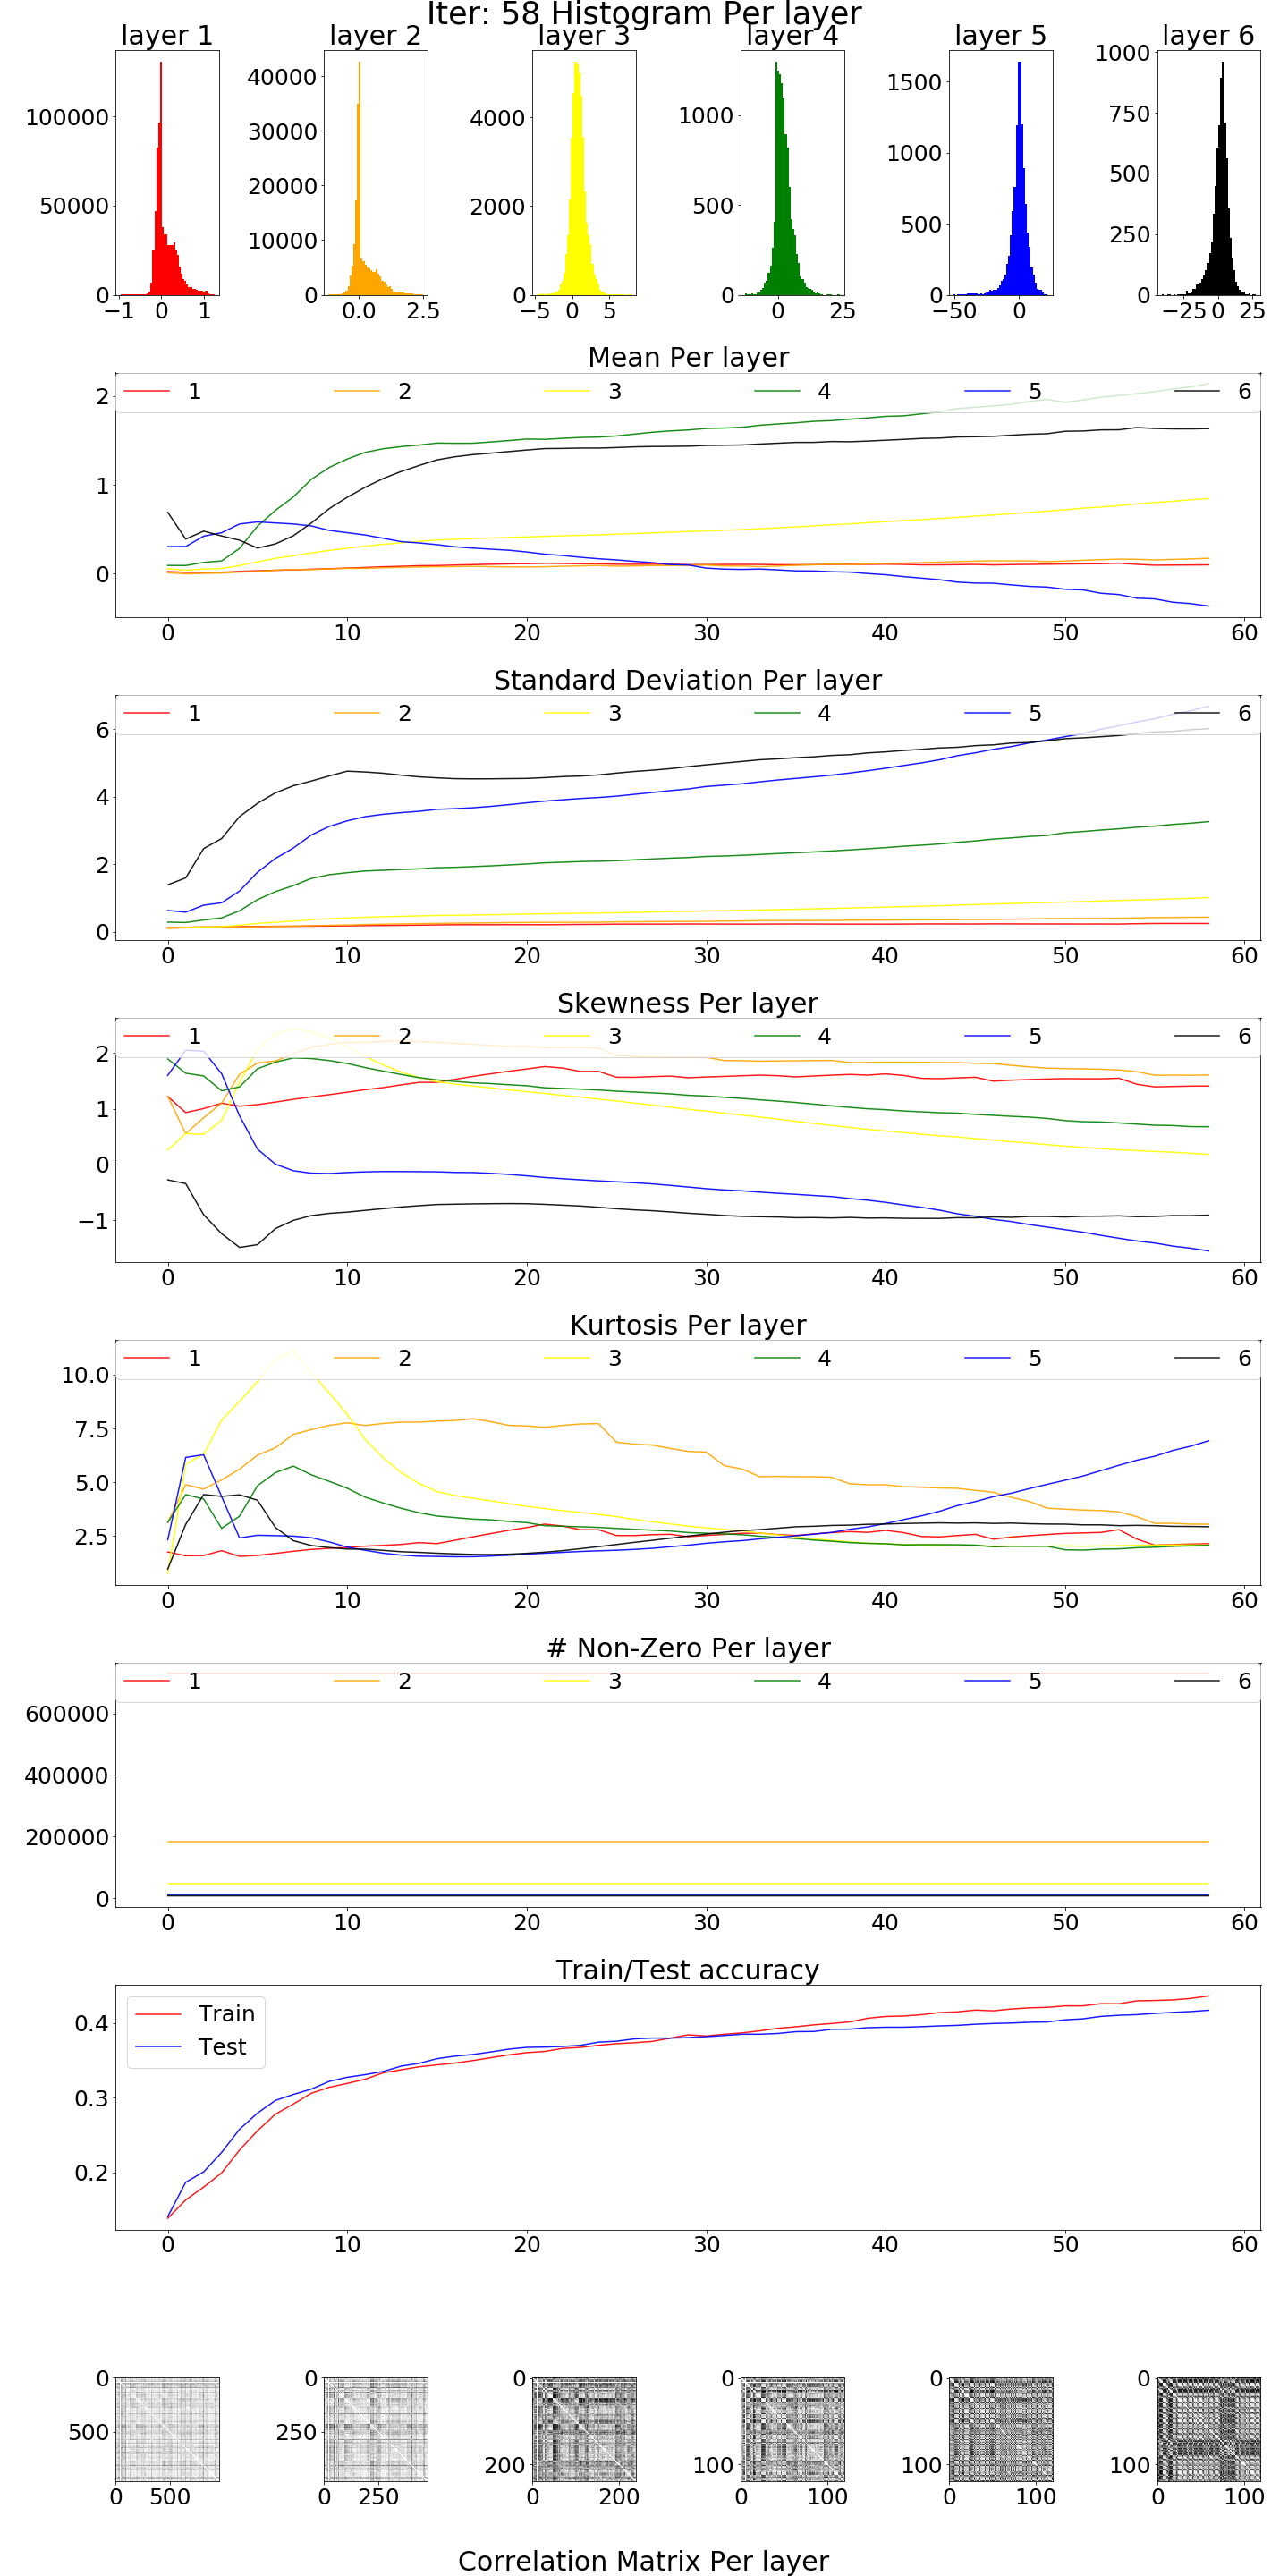 Iter: 58 Histogram Per layer
layer 1 layer 2 layer 3 layer 4 layer 5 layer 6
100000
50000
0
−1 0 1
40000
30000
20000
10000
0
0.0 2.5
4000
2000
0
−5 0 5
1000
500
0
0 25
1500
1000
500
0
−50 0
1000
750
500
250
0
−25 0 25
Mean Per layer
1 2 3 4 5 6
2
1
0
0 10 20 30 40 50 60
Standard Deviation Per layer
1 2 3 4 5 6
6
4
2
0
0 10 20 30 40 50 60
Skewness Per layer
1 2 3 4 5 6
2
1
0
−1
0 10 20 30 40 50 60
Kurtosis Per layer
1 2 3 4 5 6
10.0
7.5
5.0
2.5
0 10 20 30 40 50 60
# Non-Zero Per layer
1 2 3 4 5 6
600000
400000
200000
0
0 10 20 30 40 50 60
Train/Test accuracy
Train
Test
0.4
0.3
0.2
0 10 20 30 40 50 60
0
500
0 500
0
250
0 250
0
200
0 200
0
100
0 100
0
100
0 100
0
100
0 100
Correlation Matrix Per layer